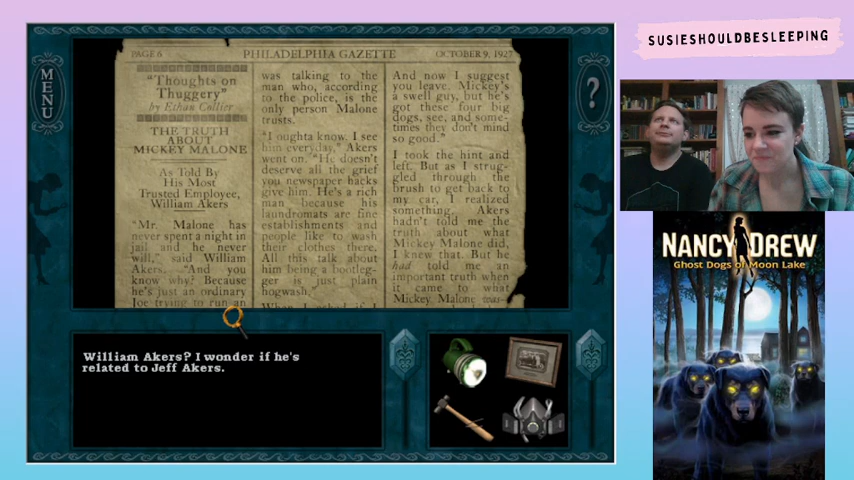 SUSIESHOULDBESLEEPING
MENU
?
PAGE 6
PHILADELPHIA GAZETTE
OCTOBER 9, 1927
"Thoughts on
Thuggery"
by Ethan Collier
THE TRUTH
ABOUT
MICKEY MALONE
As Told By
His Most
Trusted Employee,
William Akers
"Mr. Malone has
never spent a night in
jail and he never
will," said William
Akers. "And you
know why? Because
he's just an ordinary
Joe trying to run an
was talking to the
man who, according
to the police, is the
only person Malone
trusts.
"I oughta know. I see
him everyday," Akers
went on. "He doesn't
deserve all the grief
you newspaper hacks
give him. He's a rich
man because his
laundromats are fine
establishments and
people like to wash
their clothes there.
All this talk about
him being a bootleg-
ger is just plain
hogwash."
When I asked if I
And now I suggest
you leave. Mickey's
a swell guy, but he's
got these four big
dogs, see, and some-
times they don't mind
so good."
I took the hint and
left. But as I strug-
gled through the
brush to get back to
my car, I realized
something. Akers
hadn't told me the
truth about what
Mickey Malone did,
I knew that. But he
had told me an
important truth when
it came to what
Mickey Malone was—
William Akers? I wonder if he's
related to Jeff Akers.
NANCY DREW
Ghost Dogs of Moon Lake